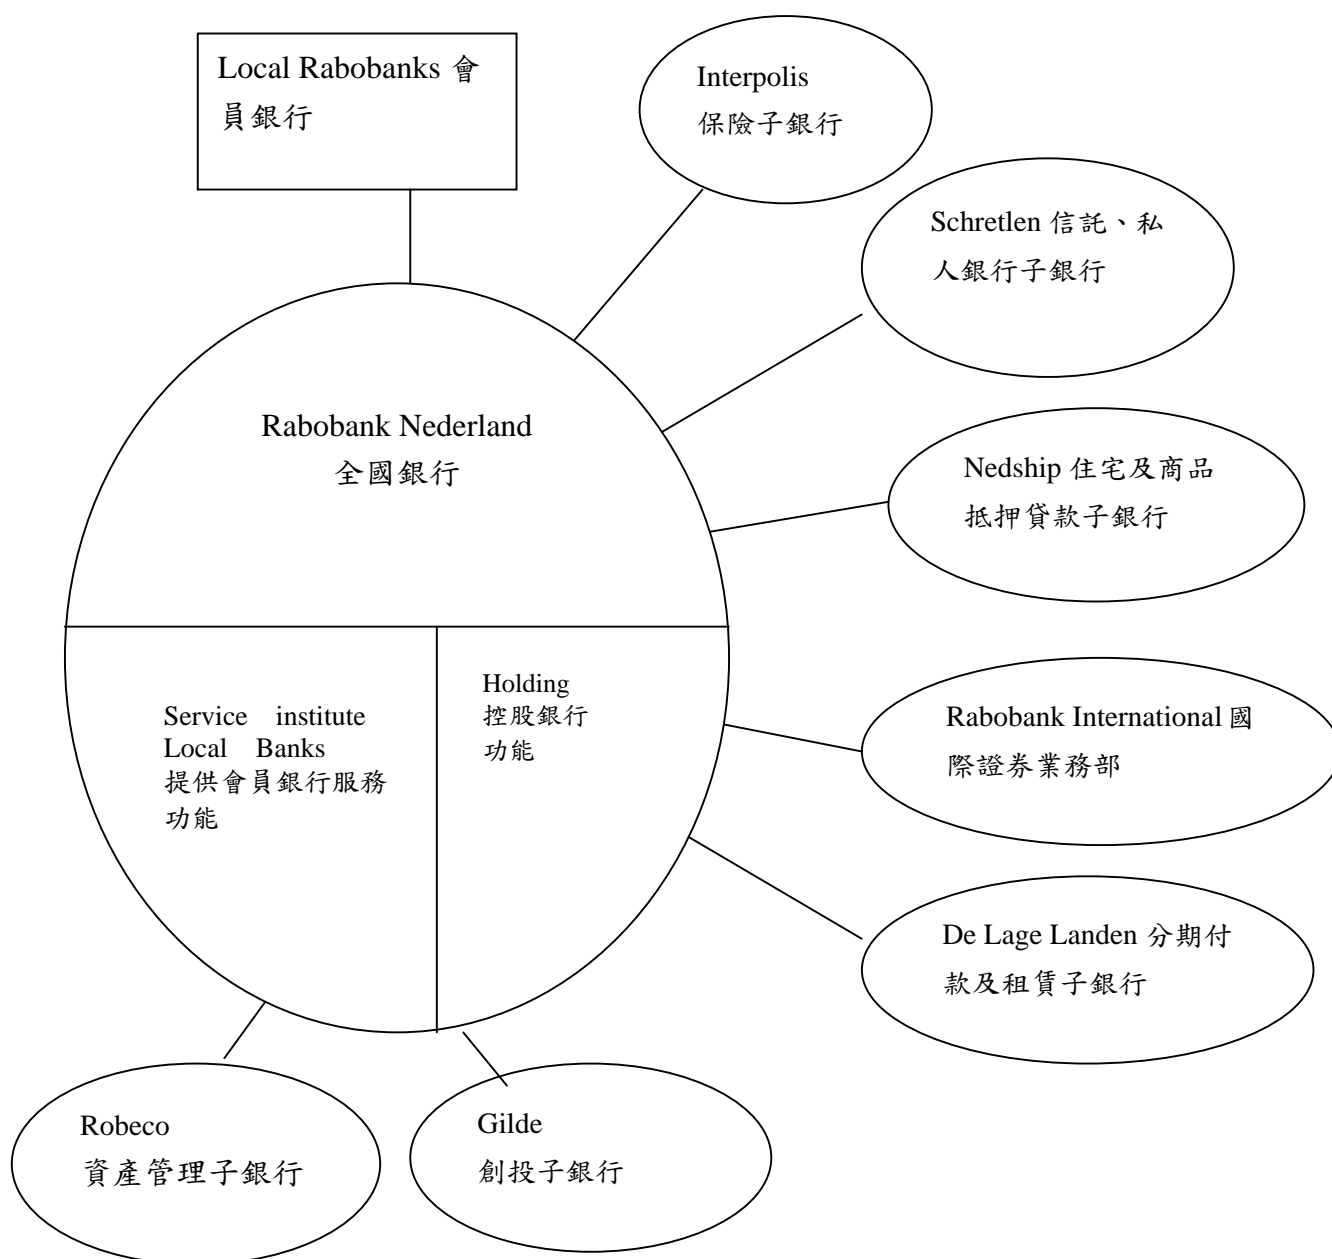 Local Rabobanks 會
員銀行
Interpolis
保險子銀行
Schretlen 信託、私
人銀行子銀行
Rabobank Nederland
全國銀行
Nedship 住宅及商品
抵押貸款子銀行
Service institute
Local Banks
提供會員銀行服務
功能
Holding
控股銀行
功能
Rabobank International 國
際證券業務部
De Lage Landen 分期付
款及租賃子銀行
Robeco
資產管理子銀行
Gilde
創投子銀行